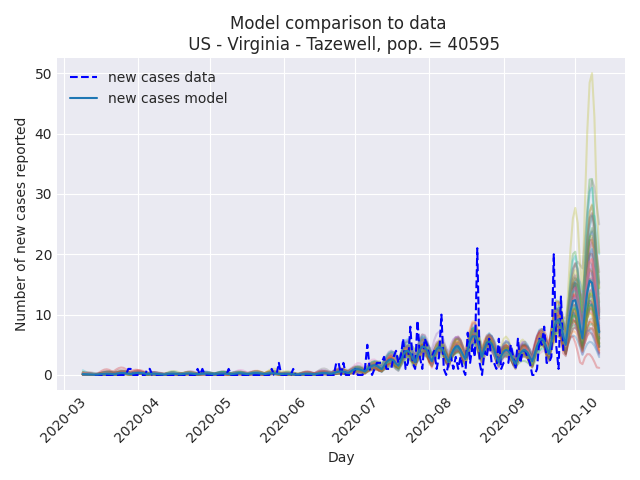 Model comparison to data
US - Virginia - Tazewell, pop. = 40595
new cases data
new cases model
Number of new cases reported
50
40
30
20
10
0
2020-03
2020-04
2020-05
2020-06
2020-07
2020-08
2020-09
2020-10
Day